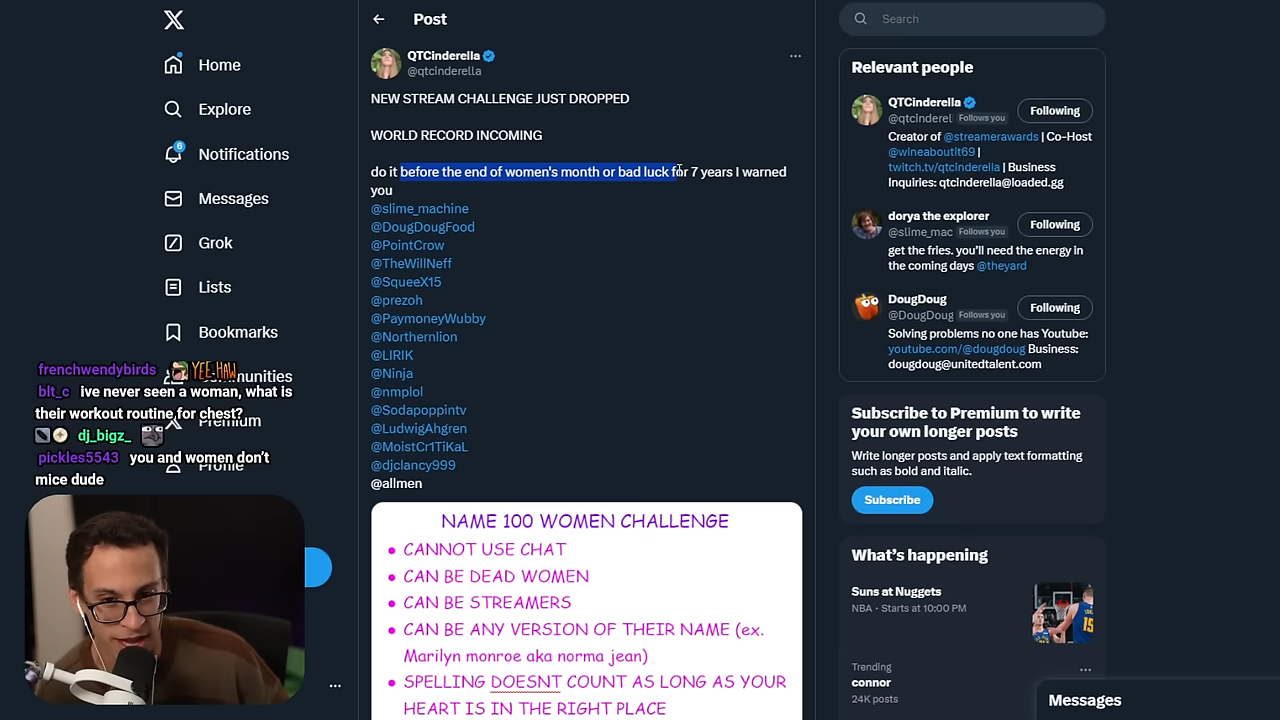 Home
Explore
6
Notifications
Messages
Grok
Lists
Bookmarks
Communities
Premium
Profile
frenchwendybirds YEE HAW
blt_c ive never seen a woman, what is
their workout routine for chest?
dj_bigz_
pickles5543 you and women don't
mice dude
Post
QTCinderella
@qtcinderella
NEW STREAM CHALLENGE JUST DROPPED
WORLD RECORD INCOMING
do it before the end of women's month or bad luck for 7 years I warned
you
@slime_machine
@DougDougFood
@PointCrow
@TheWillNeff
@SqueeX15
@prezoh
@PaymoneyWubby
@Northernlion
@LIRIK
@Ninja
@nmplol
@Sodapoppintv
@LudwigAhgren
@MoistCr1TiKaL
@djclancy999
@allmen
NAME 100 WOMEN CHALLENGE
• CANNOT USE CHAT
• CAN BE DEAD WOMEN
• CAN BE STREAMERS
• CAN BE ANY VERSION OF THEIR NAME (ex.
Marilyn monroe aka norma jean)
• SPELLING DOESNT COUNT AS LONG AS YOUR
HEART IS IN THE RIGHT PLACE
Search
Relevant people
QTCinderella
@qtcinderel Follows you
Following
Creator of @streamerawards | Co-Host
@wineaboutit69 |
twitch.tv/qtcinderella | Business
Inquiries: qtcinderella@loaded.gg
dorya the explorer
@slime_mac Follows you
Following
get the fries. you'll need the energy in
the coming days @theyard
DougDoug
@DougDoug Follows you
Following
Solving problems no one has Youtube:
youtube.com/@dougdoug Business:
dougdoug@unitedtalent.com
Subscribe to Premium to write
your own longer posts
Write longer posts and apply text formatting
such as bold and italic.
Subscribe
What's happening
Suns at Nuggets
NBA · Starts at 10:00 PM
15
Trending
connor
24K posts
Messages